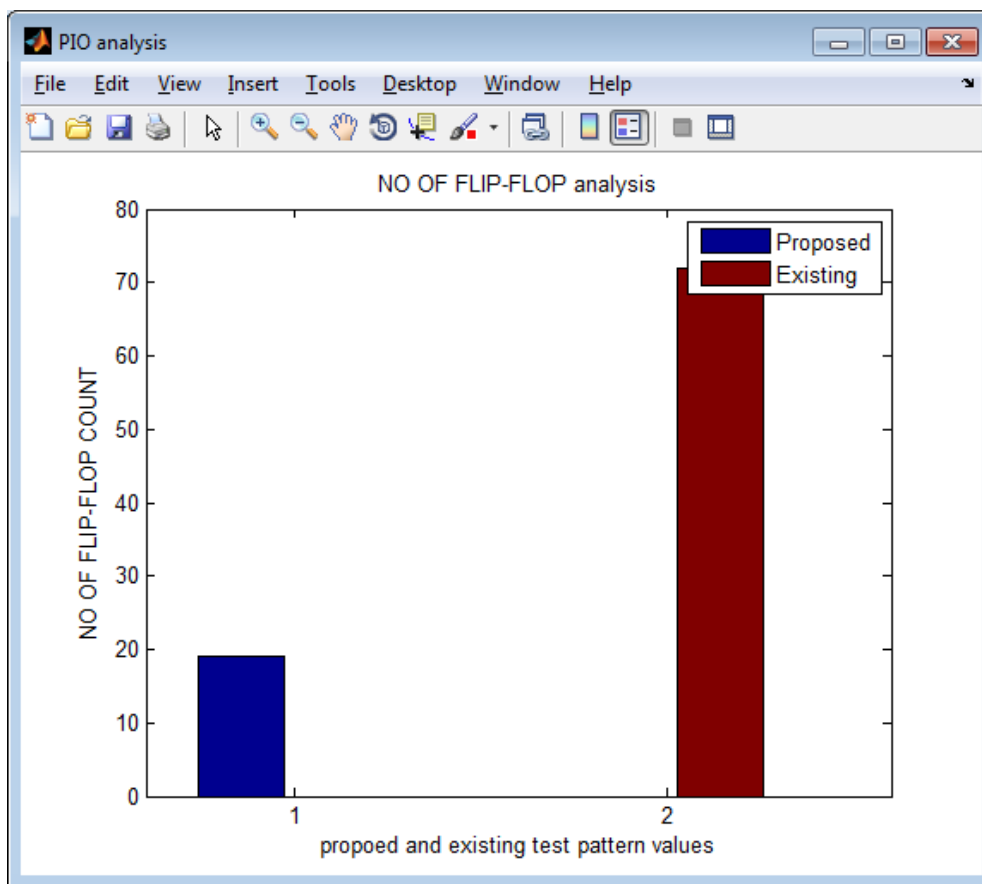 PIO analysis
File Edit View Insert Tools Desktop Window Help
NO OF FLIP-FLOP analysis
80
70
60
50
40
30
20
10
0
NO OF FLIP-FLOP COUNT
Proposed
Existing
1 2
propoed and existing test pattern values